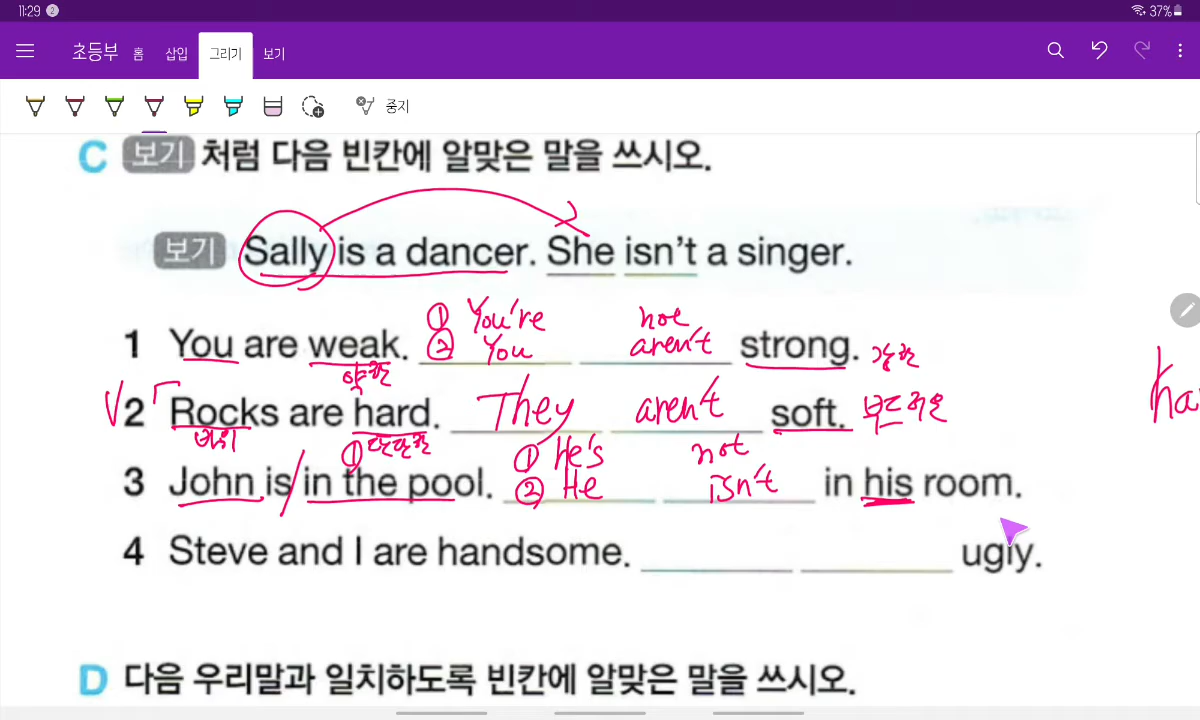 11:29 2 37%
초등부 홈 삽입 그리기 보기
중지
C 보기 처럼 다음 빈칸에 알맞은 말을 쓰시오.
보기 Sally is a dancer. She isn't a singer.
① You're not
1 You are weak. ② You aren't strong. 강한
약한
2 Rocks are hard. They aren't soft. 부드러운
바위 ① 단단한 ① He's not
3 John is/in the pool. ② He isn't in his room.
4 Steve and I are handsome. ugly.
D 다음 우리말과 일치하도록 빈칸에 알맞은 말을 쓰시오.